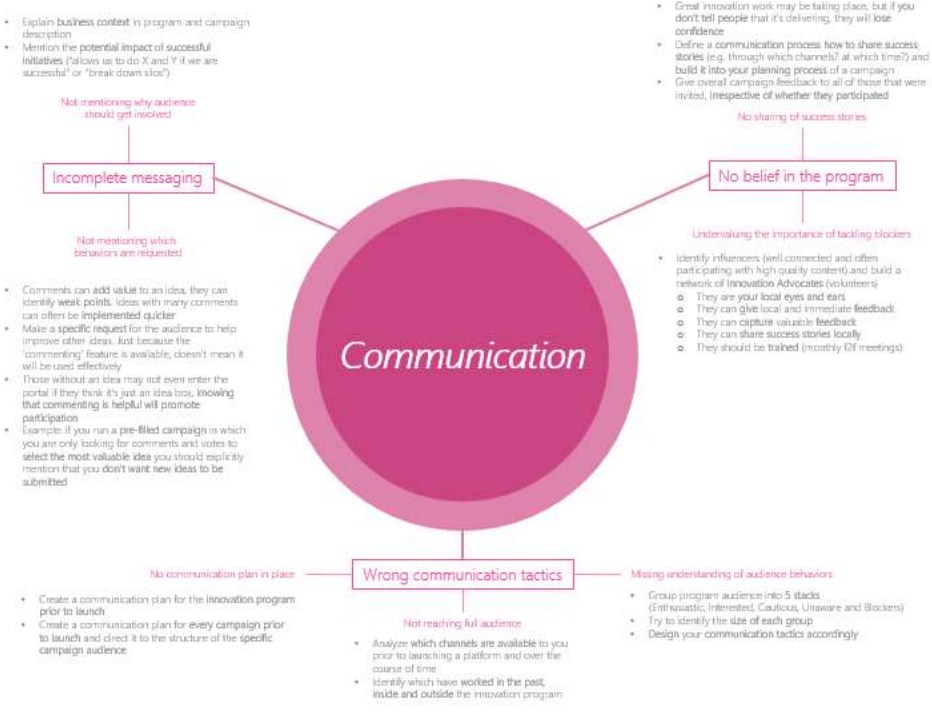 • Explain business context in program and campaign
description
• Mention the potential impact of successful
initiatives ("allows us to do X and Y if we are
successful" or "break down silos")
Not mentioning why audience
should get involved
Incomplete messaging
Not mentioning which
behaviors are requested
• Comments can add value to an idea, they can
identify weak points. Ideas with many comments
can often be implemented quicker
• Make a specific request for the audience to help
improve other ideas. Just because the
'commenting' feature is available, doesn't mean it
will be used effectively
• Those without an idea may not even enter the
portal if they think it's just an idea box, knowing
that commenting is helpful will promote
participation
• Example: if you run a pre-filled campaign in which
you are only looking for comments and votes to
select the most valuable idea you should explicitly
mention that you don't want new ideas to be
submitted
• Great innovation work may be taking place, but if you
don't tell people that it's delivering, they will lose
confidence
• Define a communication process how to share success
stories (e.g. through which channels? at which time?) and
build it into your planning process of a campaign
• Give overall campaign feedback to all of those that were
invited, irrespective of whether they participated
No sharing of success stories
No belief in the program
Undervaluing the importance of tackling blockers
• Identify influencers (well connected and often
participating with high quality content) and build a
network of Innovation Advocates (volunteers)
o They are your local eyes and ears
o They can give local and immediate feedback
o They can capture valuable feedback
o They can share success stories locally
o They should be trained (monthly f2f meetings)
Communication
No communication plan in place
• Create a communication plan for the innovation program
prior to launch
• Create a communication plan for every campaign prior
to launch and direct it to the structure of the specific
campaign audience
Wrong communication tactics
Not reaching full audience
• Analyze which channels are available to you
prior to launching a platform and over the
course of time
• Identify which have worked in the past,
inside and outside the innovation program
Missing understanding of audience behaviors
• Group program audience into 5 stacks
(Enthusiastic, Interested, Cautious, Unaware and Blockers)
• Try to identify the size of each group
• Design your communication tactics accordingly